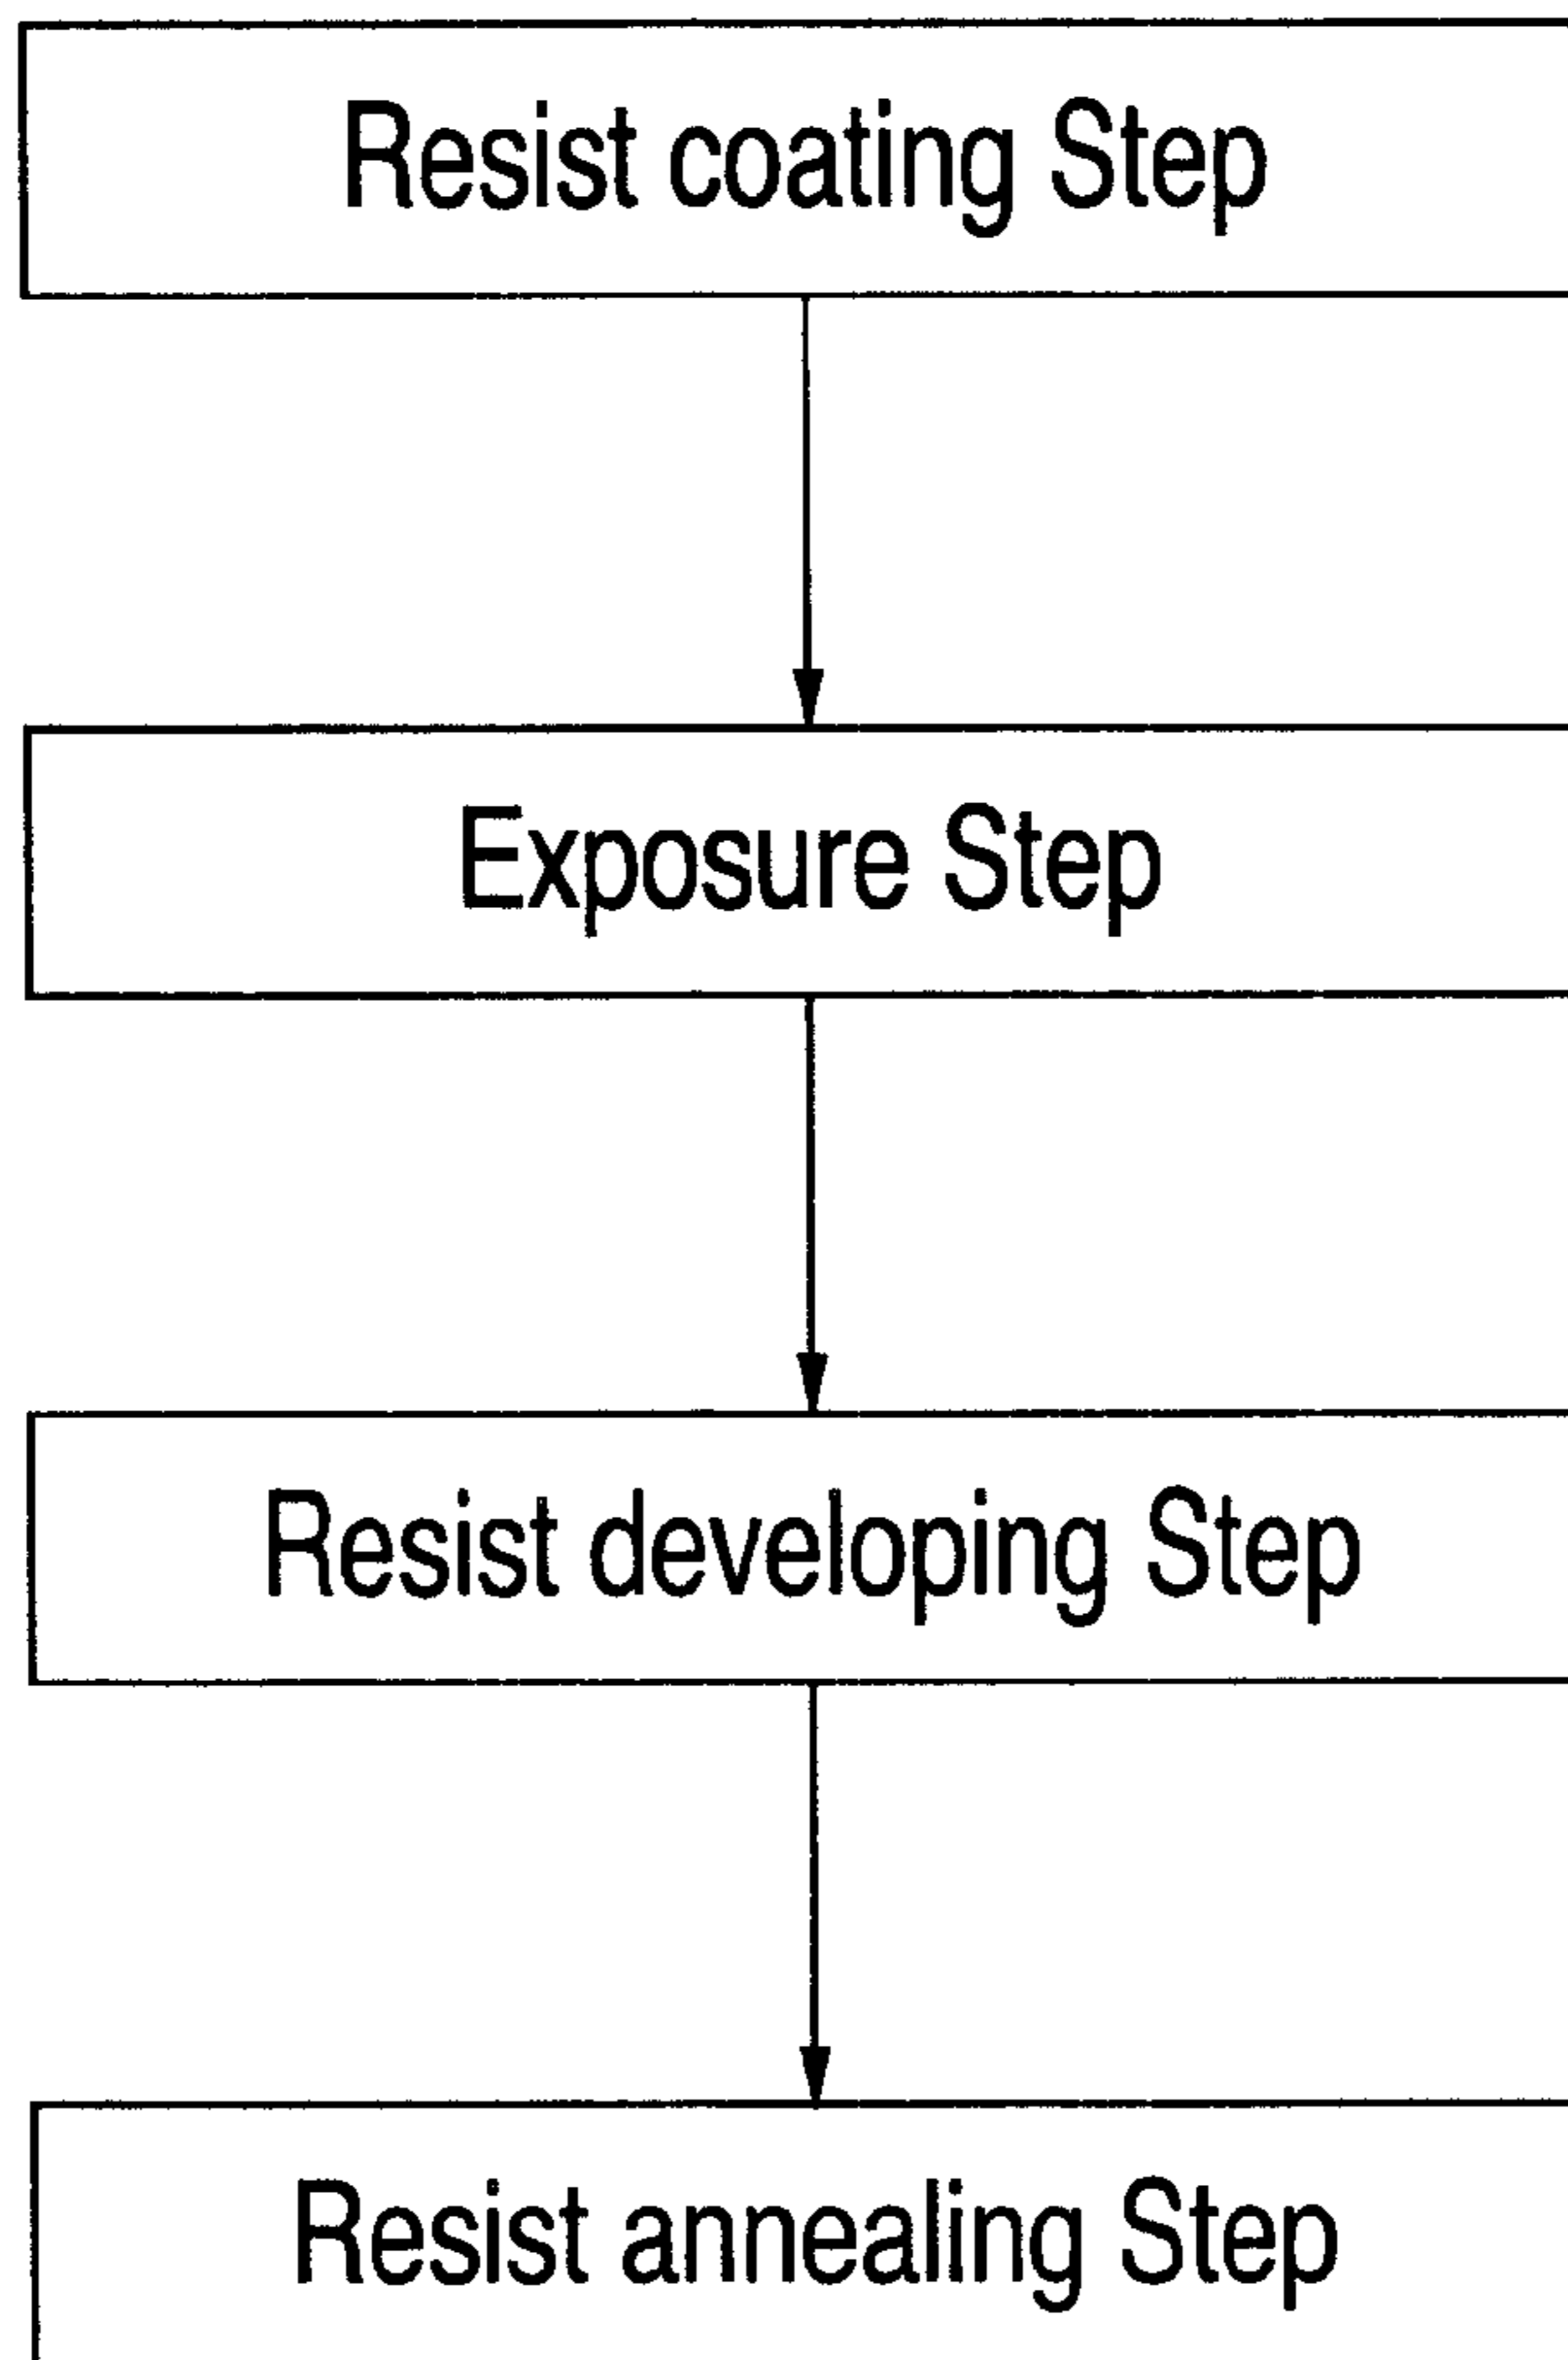 Resist coating Step
Exposure Step
Resist developing Step
Resist annealing Step